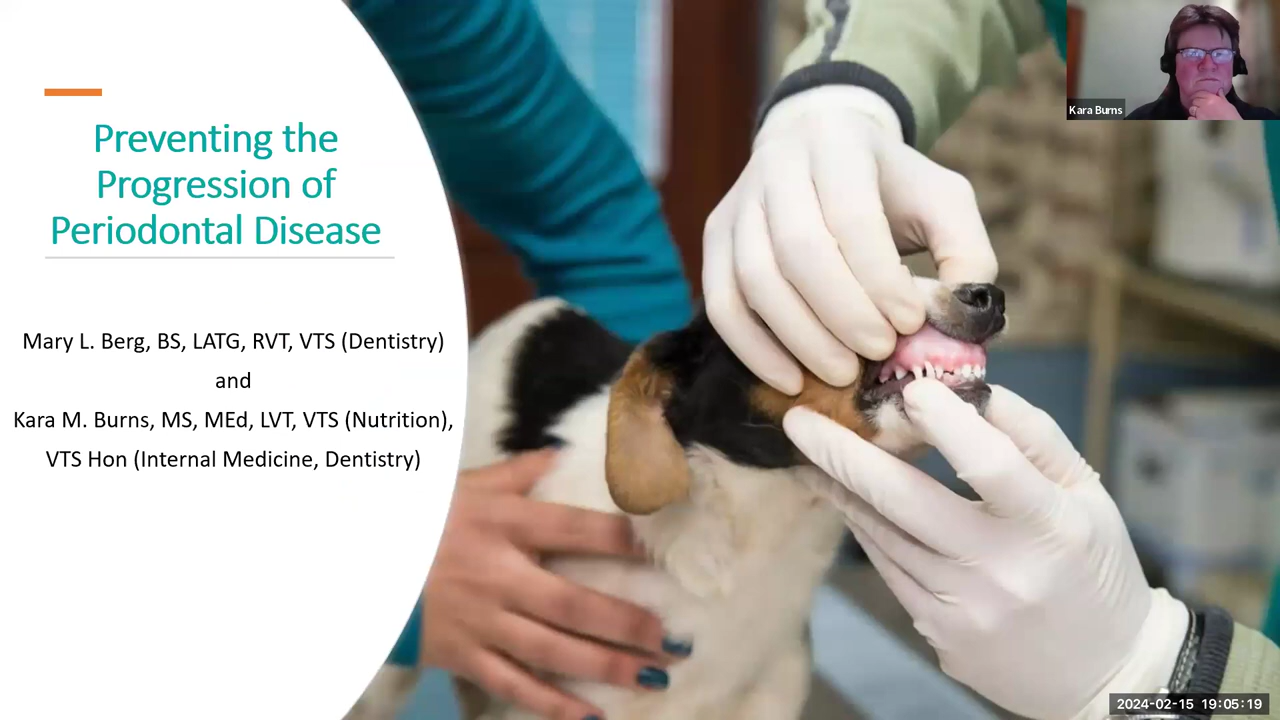 Preventing the
Progression of
Periodontal Disease
Mary L. Berg, BS, LATG, RVT, VTS (Dentistry)
and
Kara M. Burns, MS, MEd, LVT, VTS (Nutrition),
VTS Hon (Internal Medicine, Dentistry)
Kara Burns
2024-02-15 19:05:19